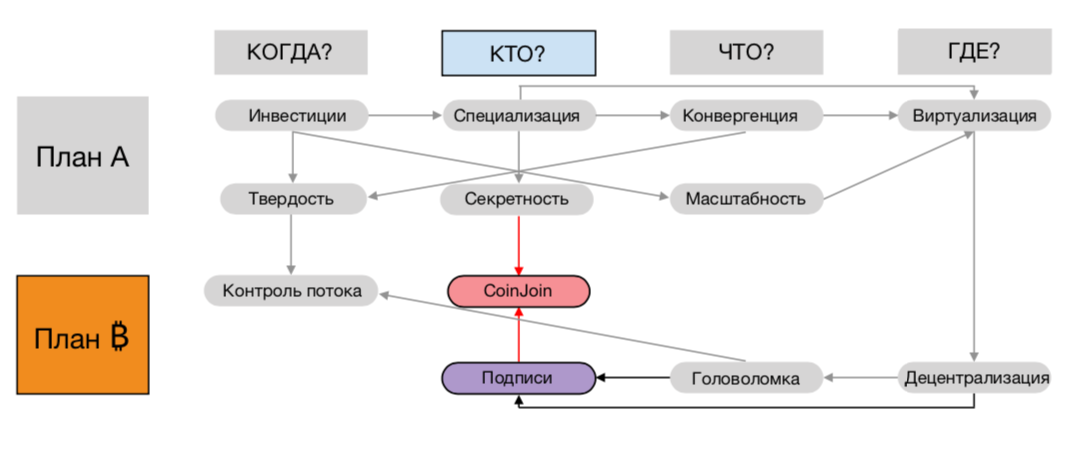 КОГДА?
КТО?
ЧТО?
ГДЕ?
План А
Инвестиции
Специализация
Конвергенция
Виртуализация
Твердость
Секретность
Масштабность
План ₿
Контроль потока
CoinJoin
Подписи
Головоломка
Децентрализация